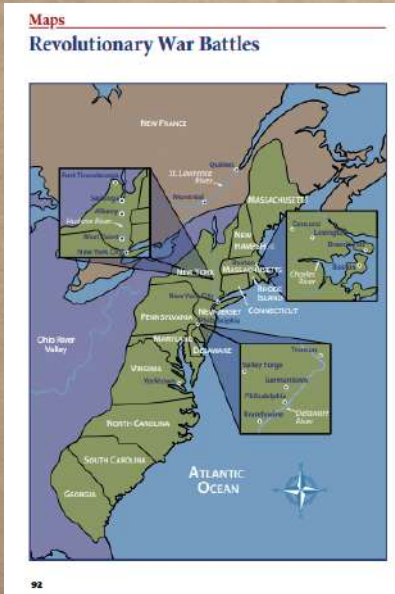 Maps
Revolutionary War Battles
NEW FRANCE
Quebec
ST. LAWRENCE
RIVER
Montreal
MASSACHUSETTS
Fort Ticonderoga
Saratoga
Albany
Hudson River
West Point
New York City
NEW
HAMPSHIRE
Concord
Lexington
Boston
Charles
River
Boston
MASSACHUSETTS
NEW YORK
RHODE
ISLAND
CONNECTICUT
New York City
NEW JERSEY
PENNSYLVANIA
Philadelphia
MARYLAND
DELAWARE
Ohio River
Valley
VIRGINIA
Yorktown
Trenton
Valley Forge
Germantown
Philadelphia
Delaware
River
Brandywine
NORTH CAROLINA
SOUTH CAROLINA
GEORGIA
ATLANTIC
OCEAN
92